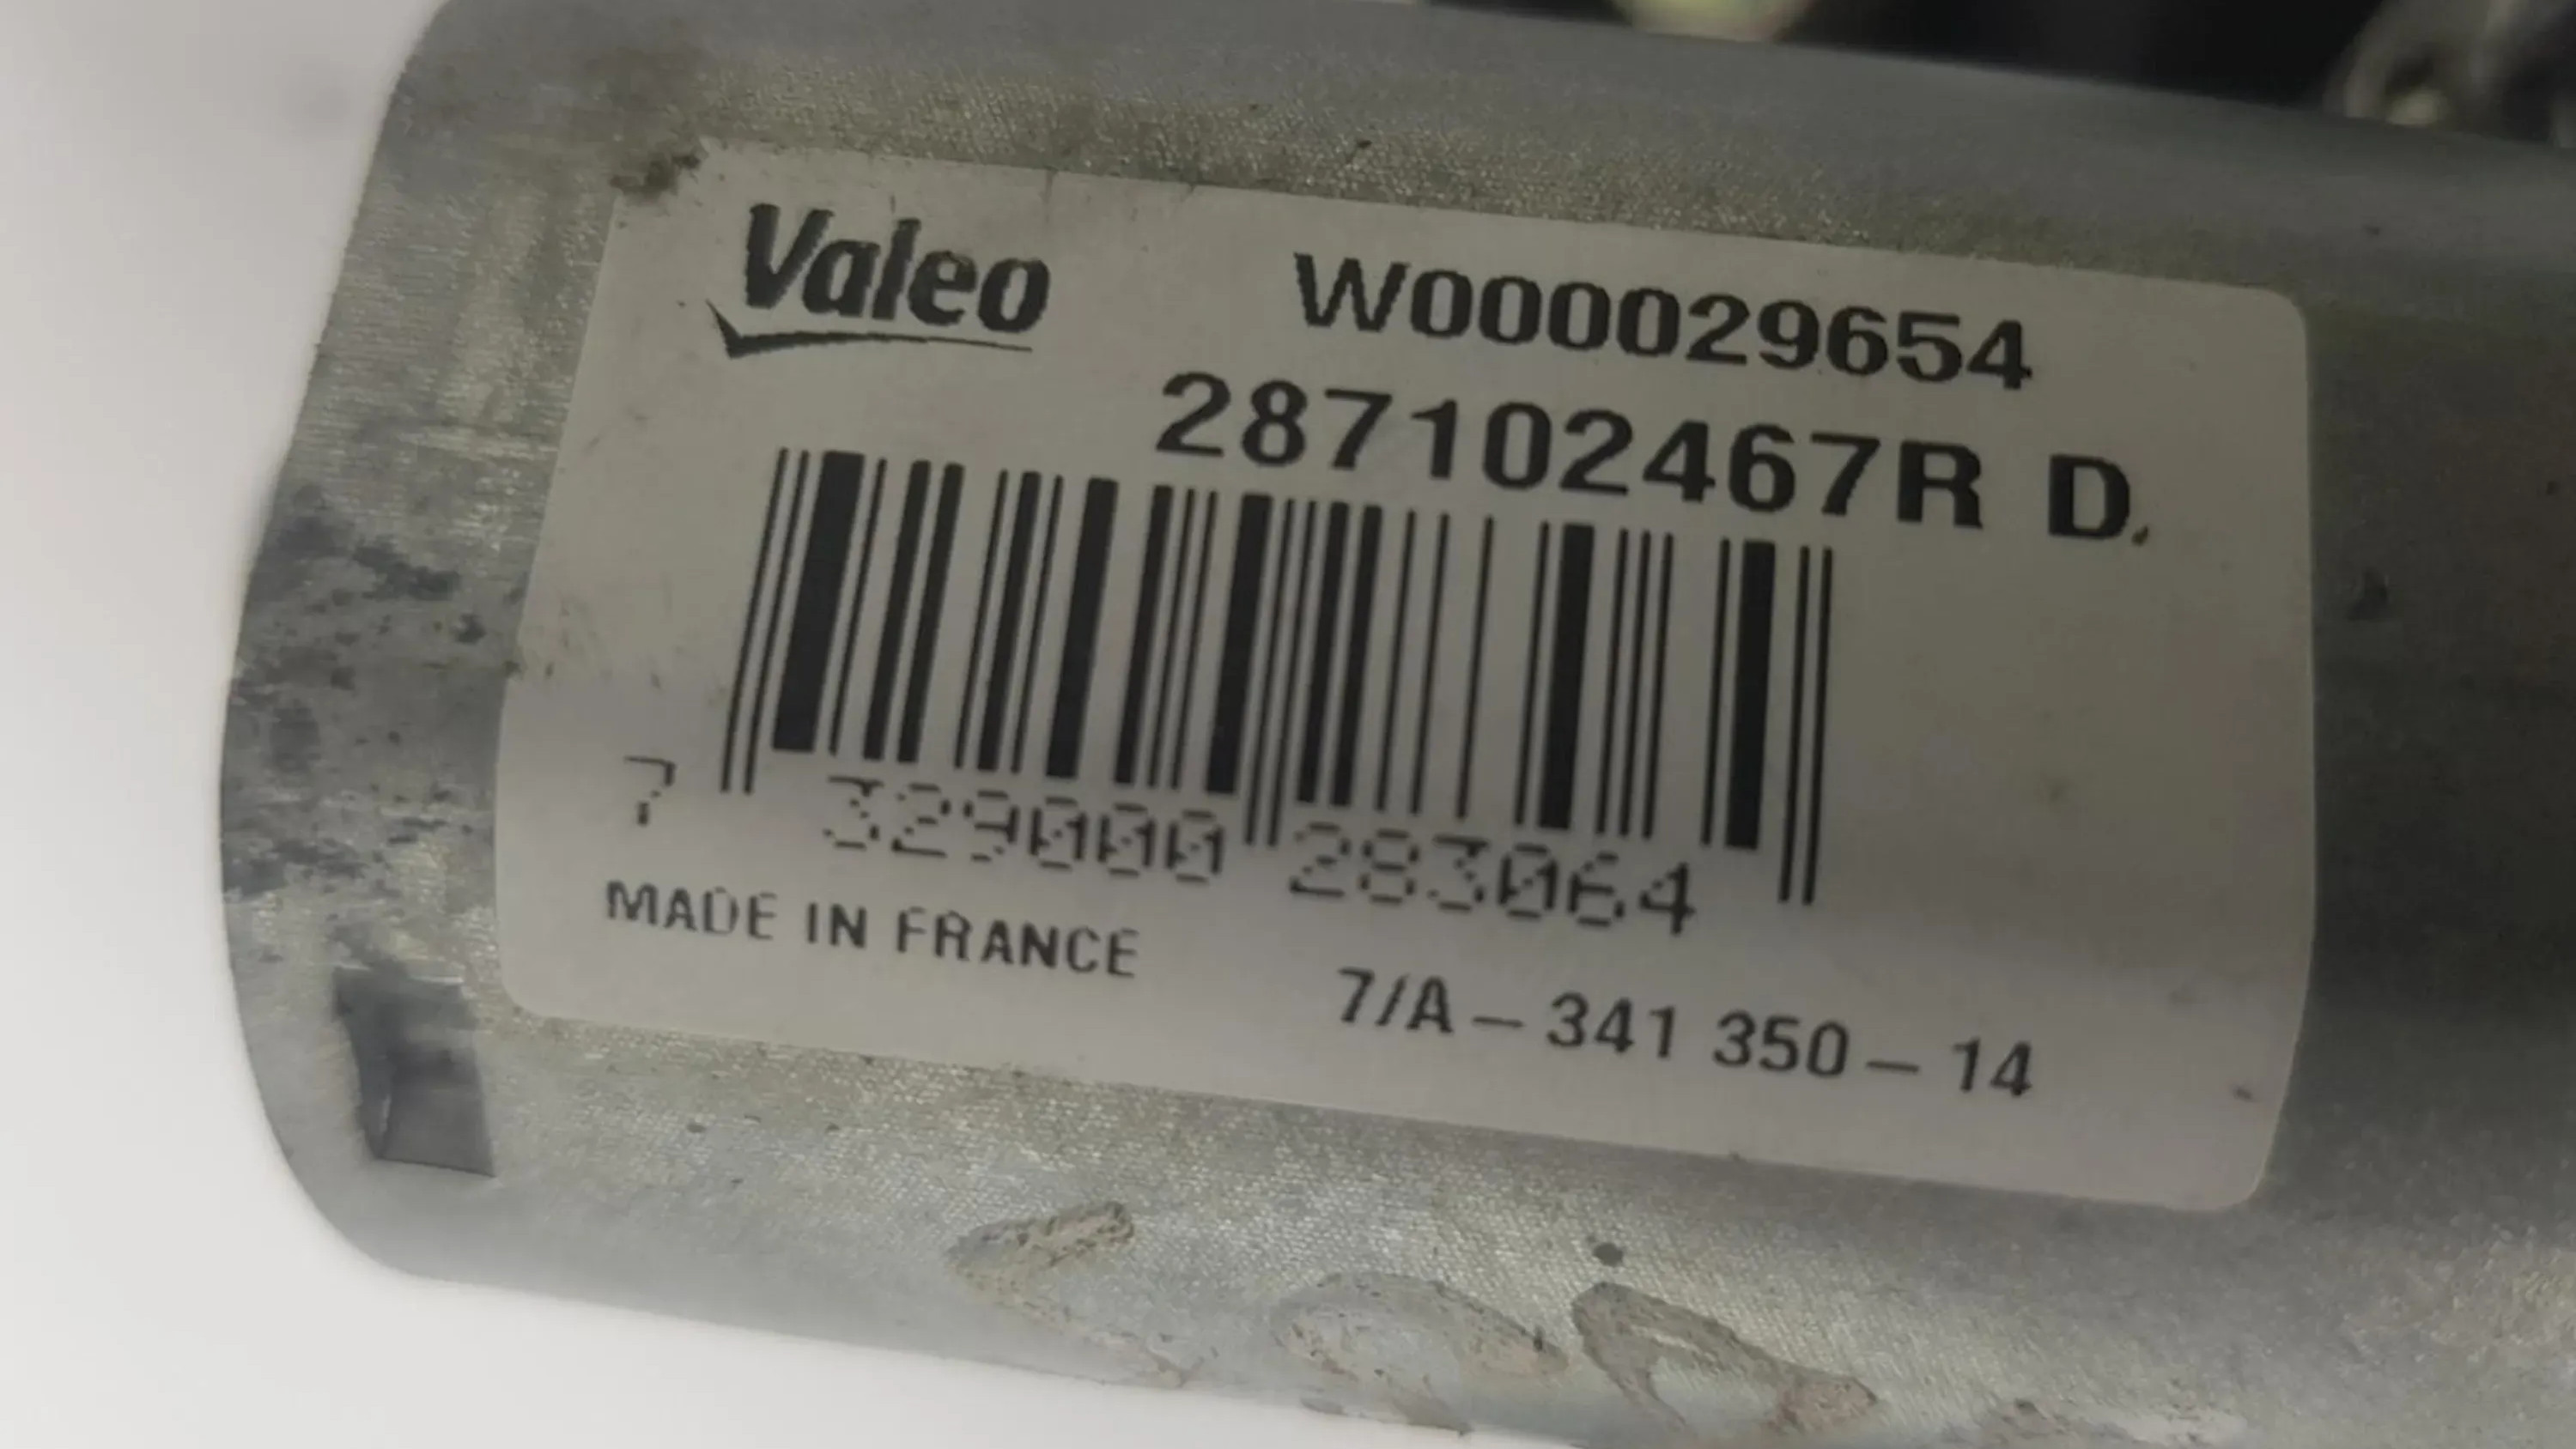 Valeo W000029654
287102467R D.
7 329000 283064
MADE IN FRANCE 7/A – 341 350 – 14